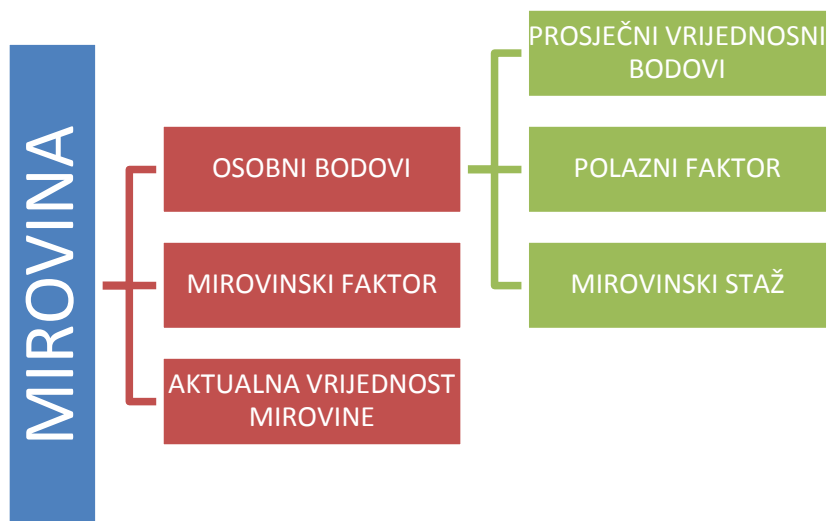 MIROVINA
OSOBNI BODOVI
MIROVINSKI FAKTOR
AKTUALNA VRIJEDNOST
MIROVINE
PROSJEČNI VRIJEDNOSNI
BODOVI
POLAZNI FAKTOR
MIROVINSKI STAŽ